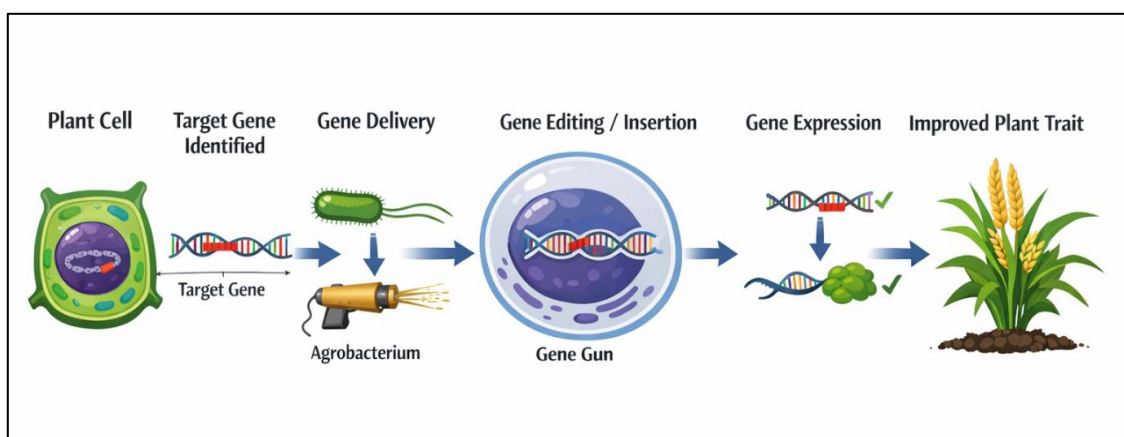 Plant Cell
Target Gene
Identified
Gene Delivery
Gene Editing / Insertion
Gene Expression
Improved Plant Trait
Target Gene
Agrobacterium
Gene Gun